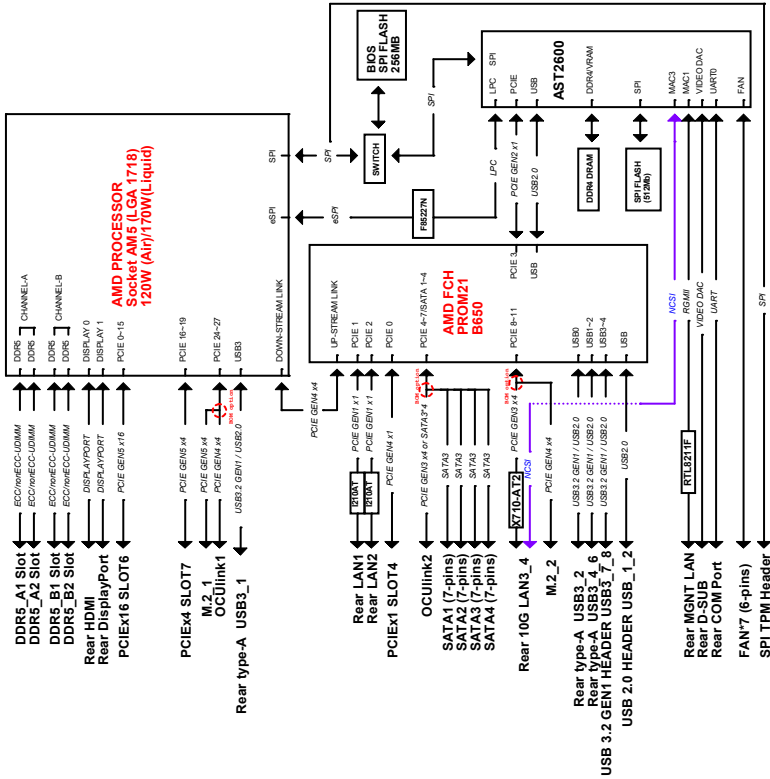 BIOS
SPI FLASH
256MB
SWITCH
SPI
SPI
SPI
AST2600
LPC
SPI
PCIE
USB
DDR4/VRAM
SPI
MAC3
MAC1
VIDEO DAC
UART0
FAN
DDR4 DRAM
SPI FLASH
(512Mb)
LPC
PCIE GEN2 x1
USB2.0
F85227N
eSPI
eSPI
SPI
AMD PROCESSOR
Socket AM5 (LGA 1718)
120W (Air)/170W(Liquid)
DDR5
DDR5
CHANNEL-A
DDR5
DDR5
CHANNEL-B
DISPLAY 0
DISPLAY 1
PCIE 0~15
PCIE 16~19
PCIE 24~27
USB3
DOWN-STREAM LINK
AMD FCH
PROM21
B650
UP-STREAM LINK
PCIE 1
PCIE 2
PCIE 0
PCIE 4~7/SATA 1~4
PCIE 8~11
USB0
USB1~2
USB3~4
USB
PCIE 3
USB
ECC/nonECC-UDIMM
ECC/nonECC-UDIMM
ECC/nonECC-UDIMM
ECC/nonECC-UDIMM
DISPLAYPORT
DISPLAYPORT
PCIE GEN5 x16
PCIE GEN5 x4
PCIE GEN5 x4
PCIE GEN4 x4
BOM option
USB3.2 GEN1 / USB2.0
PCIE GEN4 x4
PCIE GEN1 x1
PCIE GEN1 x1
I210AT
I210AT
PCIE GEN4 x1
PCIE GEN3 x4 or SATA3*4
BOM option
SATA3
SATA3
SATA3
SATA3
PCIE GEN3 x4
BOM option
X710-AT2
NCSI
PCIE GEN4 x4
USB3.2 GEN1 / USB2.0
USB3.2 GEN1 / USB2.0
USB3.2 GEN1 / USB2.0
USB2.0
NCSI
RGMII
RTL8211F
VIDEO DAC
UART
SPI
DDR5_A1 Slot
DDR5_A2 Slot
DDR5_B1 Slot
DDR5_B2 Slot
Rear HDMI
Rear DisplayPort
PCIEx16 SLOT6
PCIEx4 SLOT7
M.2_1
OCUlink1
Rear type-A USB3_1
Rear LAN1
Rear LAN2
PCIEx1 SLOT4
OCUlink2
SATA1 (7-pins)
SATA2 (7-pins)
SATA3 (7-pins)
SATA4 (7-pins)
Rear 10G LAN3_4
M.2_2
Rear type-A USB3_2
Rear type-A USB3_4_6
USB 3.2 GEN1 HEADER USB3_7_8
USB 2.0 HEADER USB_1_2
Rear MGNT LAN
Rear D-SUB
Rear COM Port
FAN*7 (6-pins)
SPI TPM Header